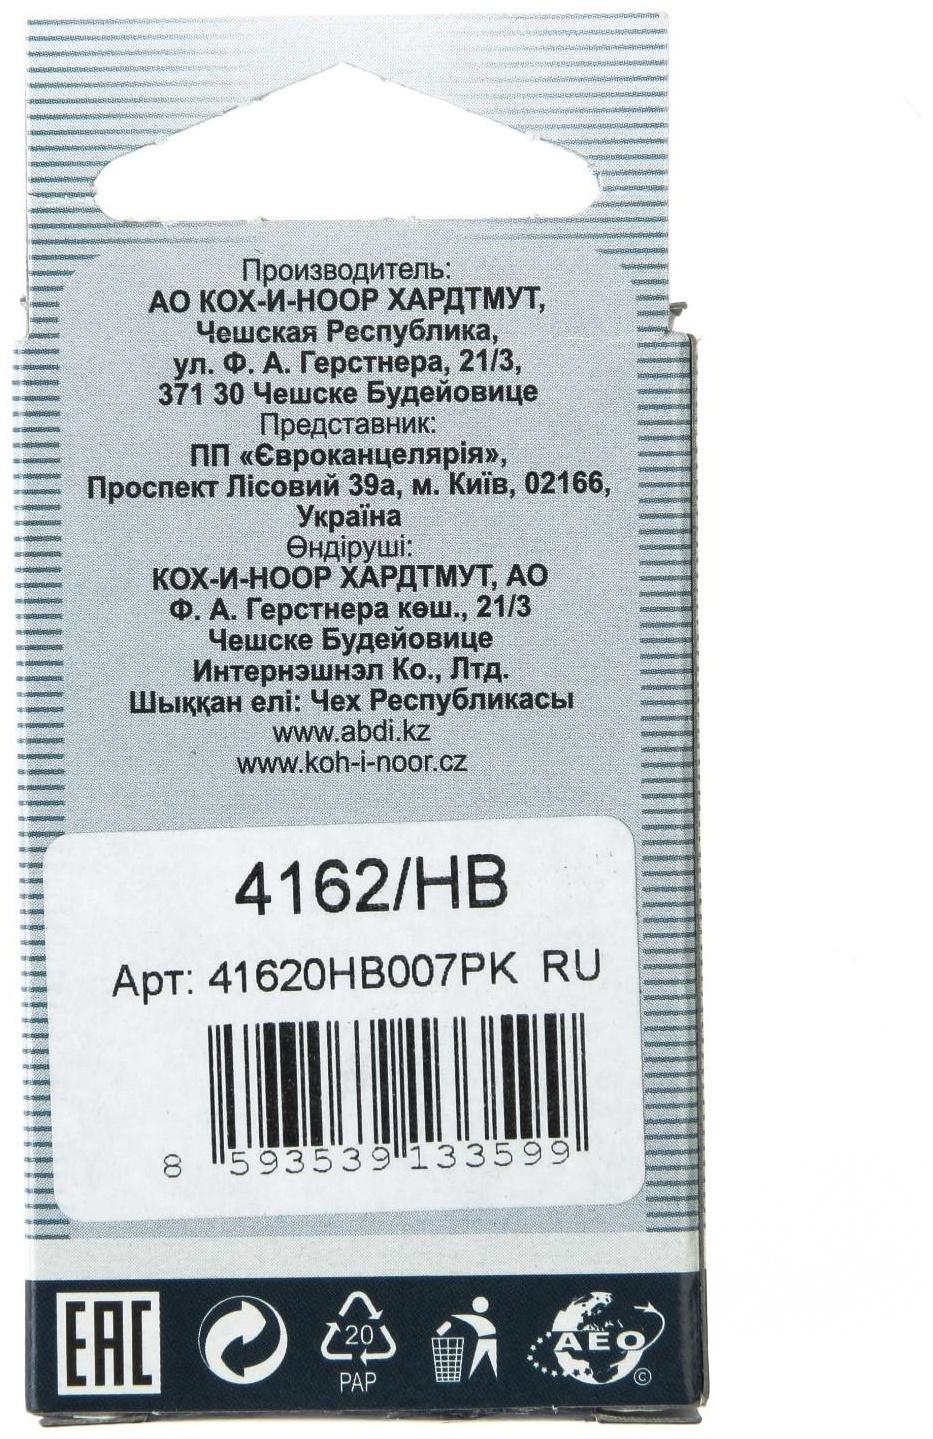 Производитель:
АО КОХ-И-НООР ХАРДТМУТ,
Чешская Республика,
ул. Ф. А. Герстнера, 21/3,
371 30 Чешске Будейовице
Представник:
ПП «Євроканцелярія»,
Проспект Лісовий 39а, м. Київ, 02166,
Україна
Өндіруші:
КОХ-И-НООР ХАРДТМУТ, АО
Ф. А. Герстнера көш., 21/3
Чешске Будейовице
Интернэшнэл Ко., Лтд.
Шыққан елі: Чех Республикасы
www.abdi.kz
www.koh-i-noor.cz
4162/HB
Арт: 41620HB007PK RU
8 593539 133599
EAC
20
PAP
AEO
©